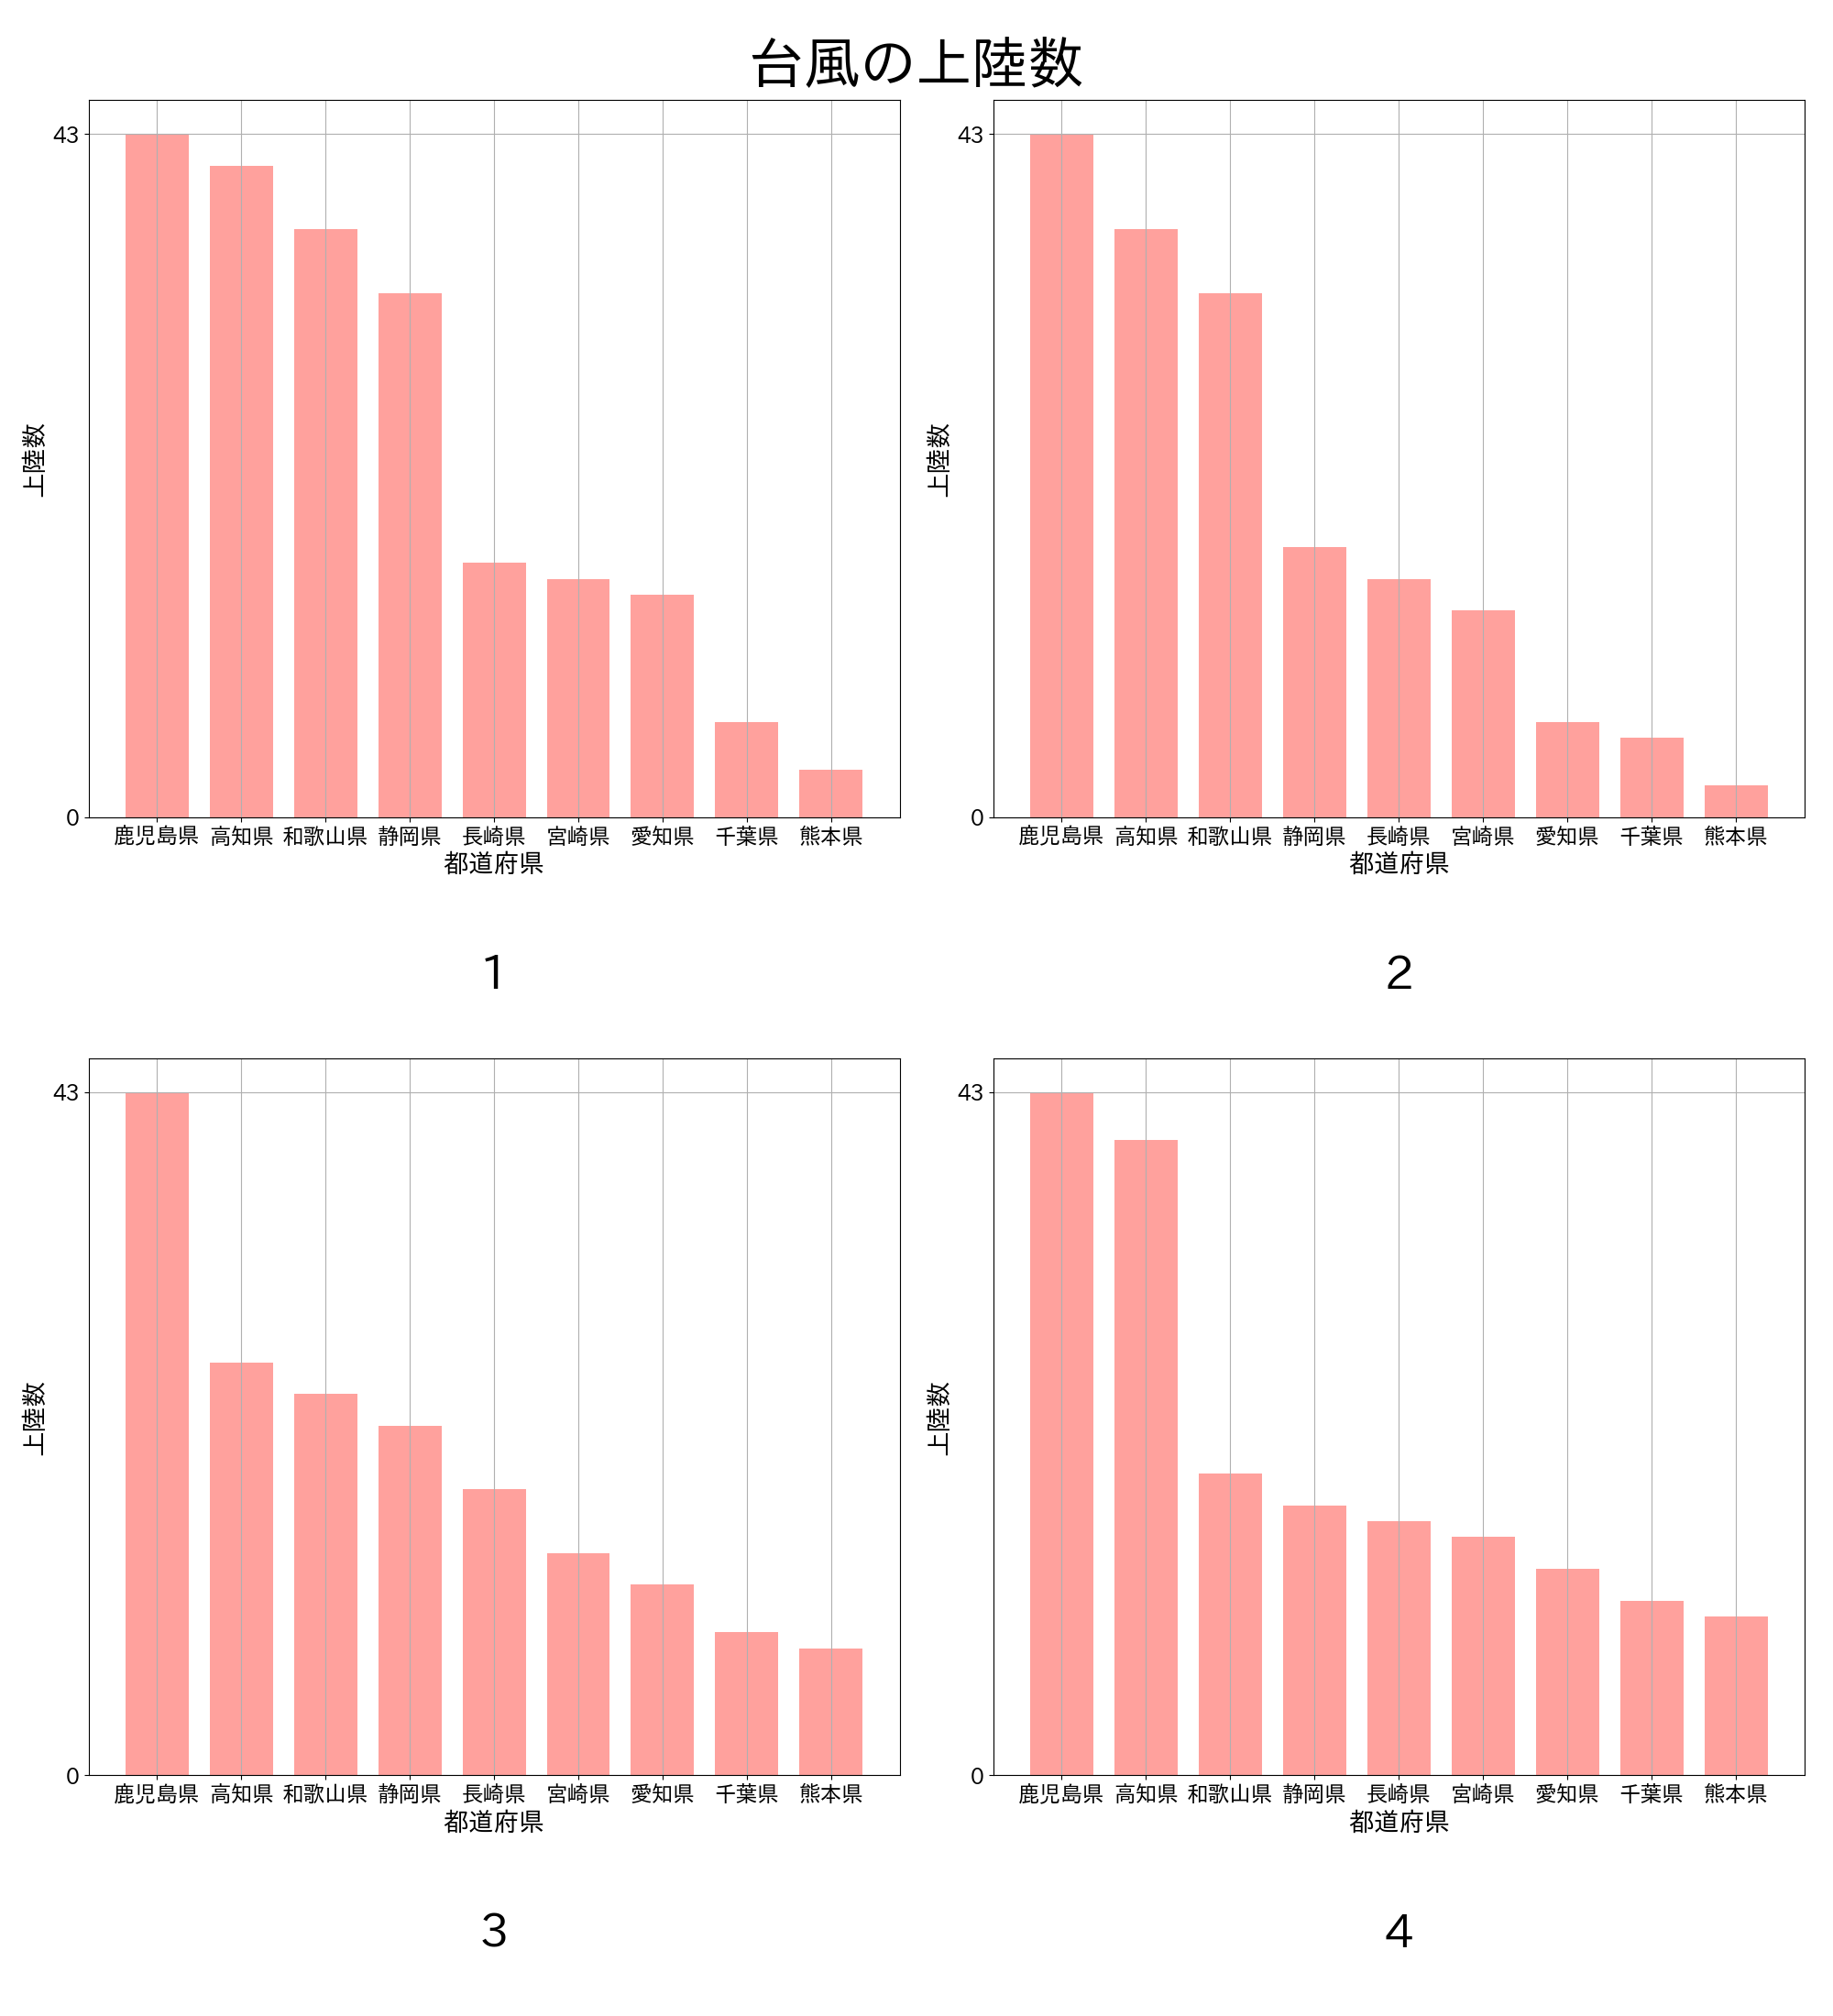 台風の上陸数
43
上陸数
0
鹿児島県 高知県 和歌山県 静岡県 長崎県 宮崎県 愛知県 千葉県 熊本県
都道府県
1
43
上陸数
0
鹿児島県 高知県 和歌山県 静岡県 長崎県 宮崎県 愛知県 千葉県 熊本県
都道府県
2
43
上陸数
0
鹿児島県 高知県 和歌山県 静岡県 長崎県 宮崎県 愛知県 千葉県 熊本県
都道府県
3
43
上陸数
0
鹿児島県 高知県 和歌山県 静岡県 長崎県 宮崎県 愛知県 千葉県 熊本県
都道府県
4